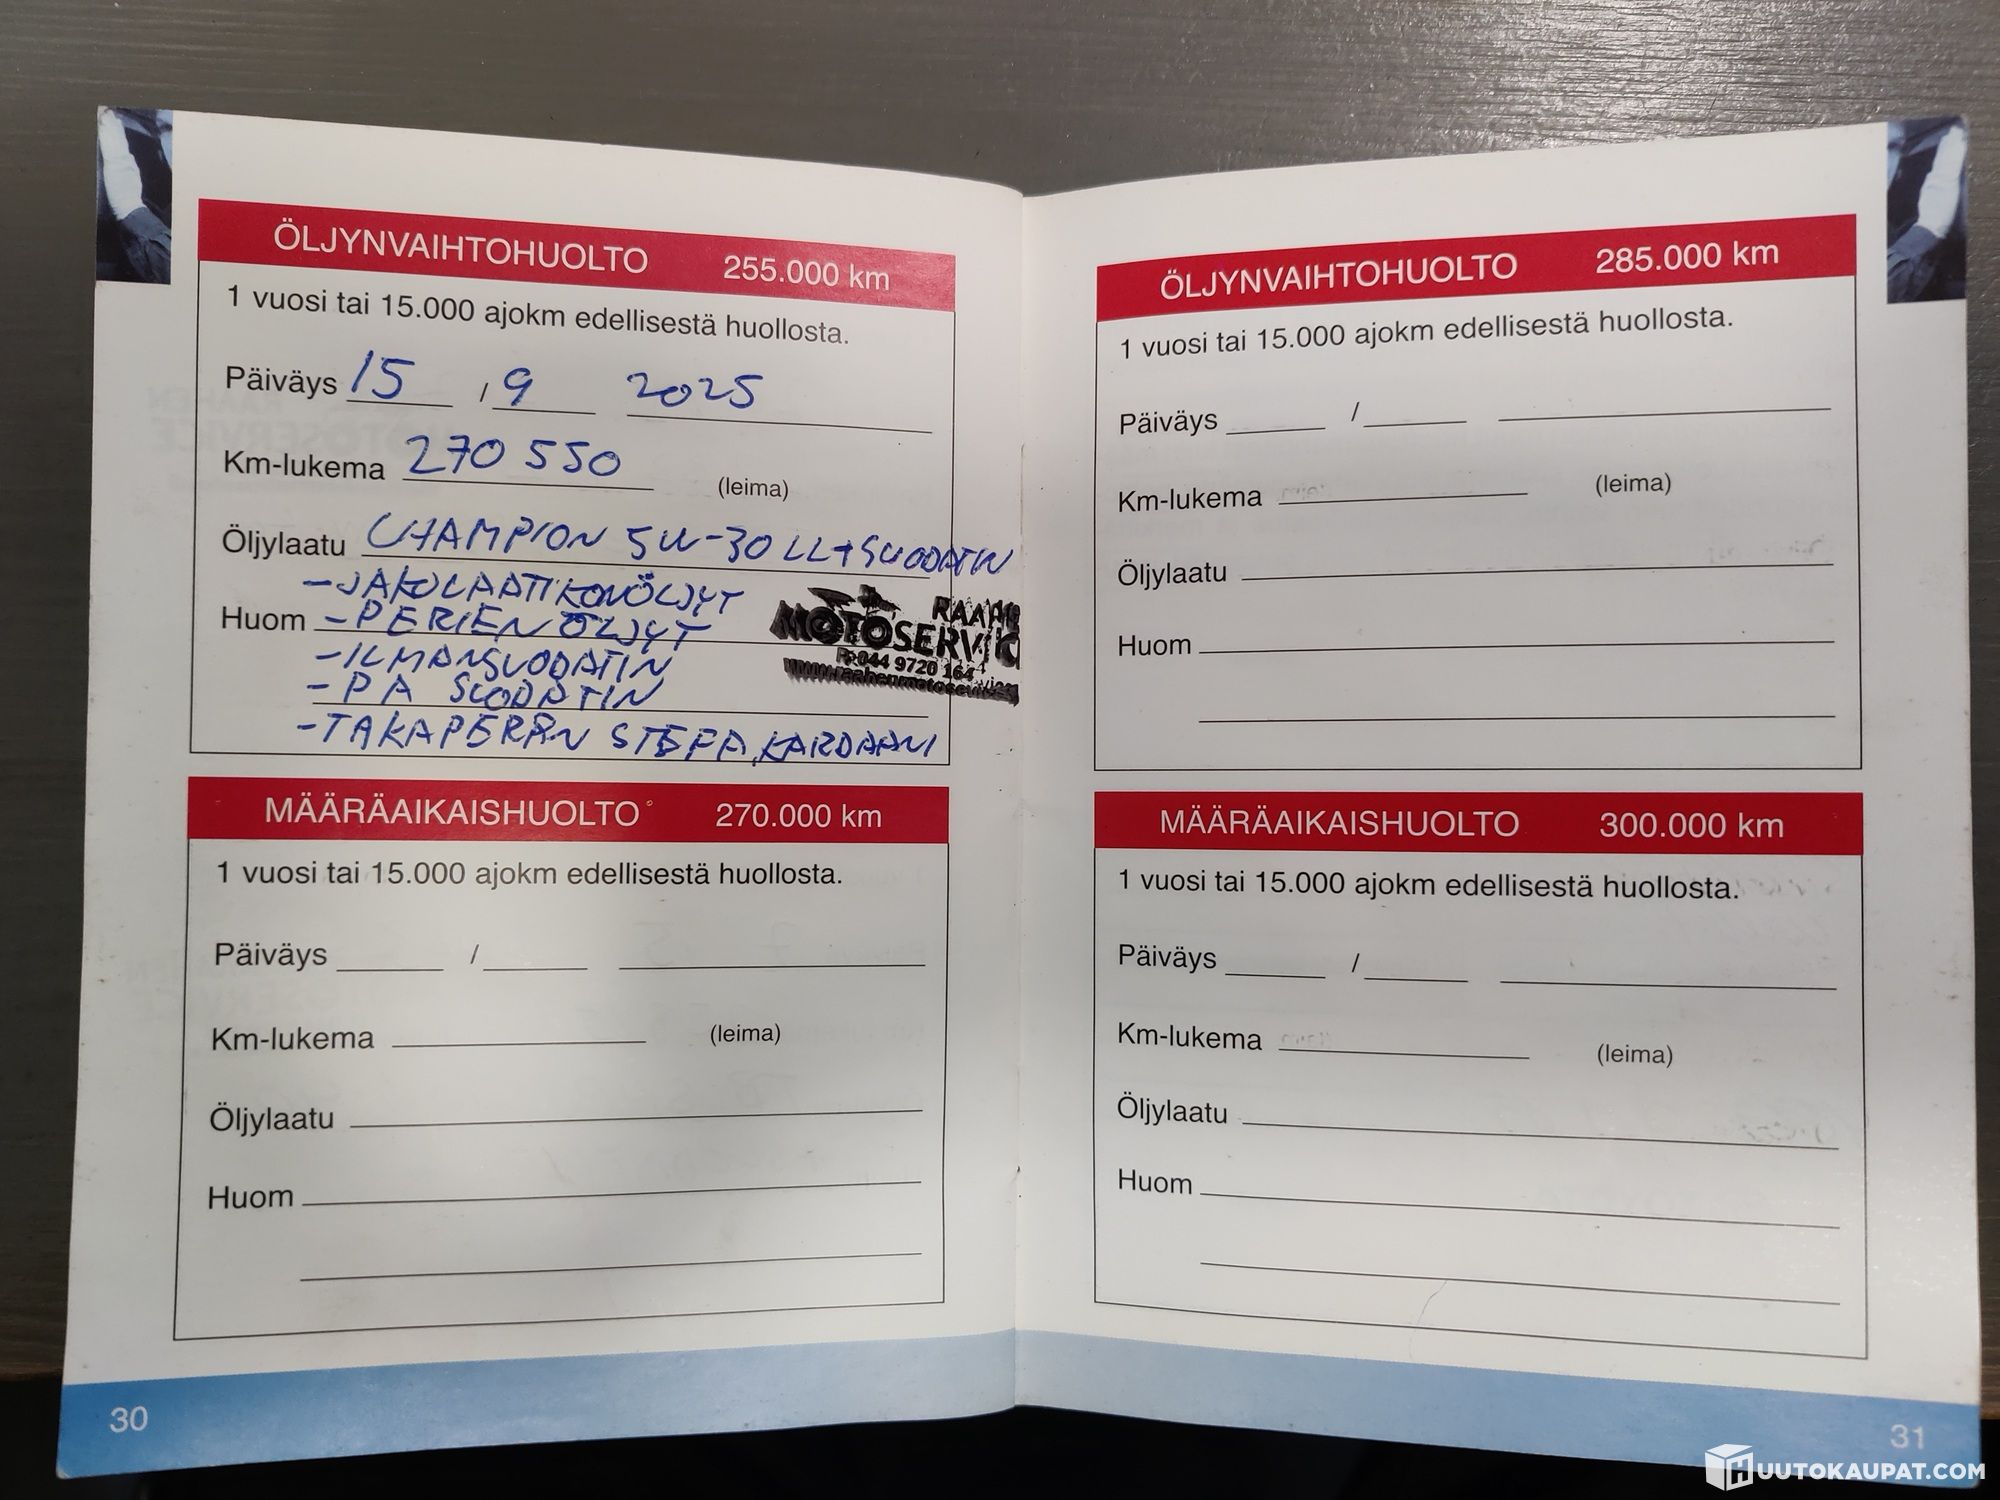 ÖLJYNVAIHTOHUOLTO 255.000 km
1 vuosi tai 15.000 ajokm edellisestä huollosta.
Päiväys 15 / 9 2025
Km-lukema 270 550 (leima)
Öljylaatu CHAMPION 5W-30 LL+SUODATIN
-JAKOLAATIKONÖLJYT
Huom -PERIEN ÖLJYT
-ILMANSUODATIN
-PA SUODATIN
-TAKAPERÄN STEFA, KARDAANI
RAAHE
MOTOSERVIC
P. 044 9720 164
MÄÄRÄAIKAISHUOLTO 270.000 km
1 vuosi tai 15.000 ajokm edellisestä huollosta.
Päiväys /
Km-lukema (leima)
Öljylaatu
Huom
30
ÖLJYNVAIHTOHUOLTO 285.000 km
1 vuosi tai 15.000 ajokm edellisestä huollosta.
Päiväys /
Km-lukema (leima)
Öljylaatu
Huom
MÄÄRÄAIKAISHUOLTO 300.000 km
1 vuosi tai 15.000 ajokm edellisestä huollosta.
Päiväys /
Km-lukema (leima)
Öljylaatu
Huom
31
HUUTOKAUPAT.COM